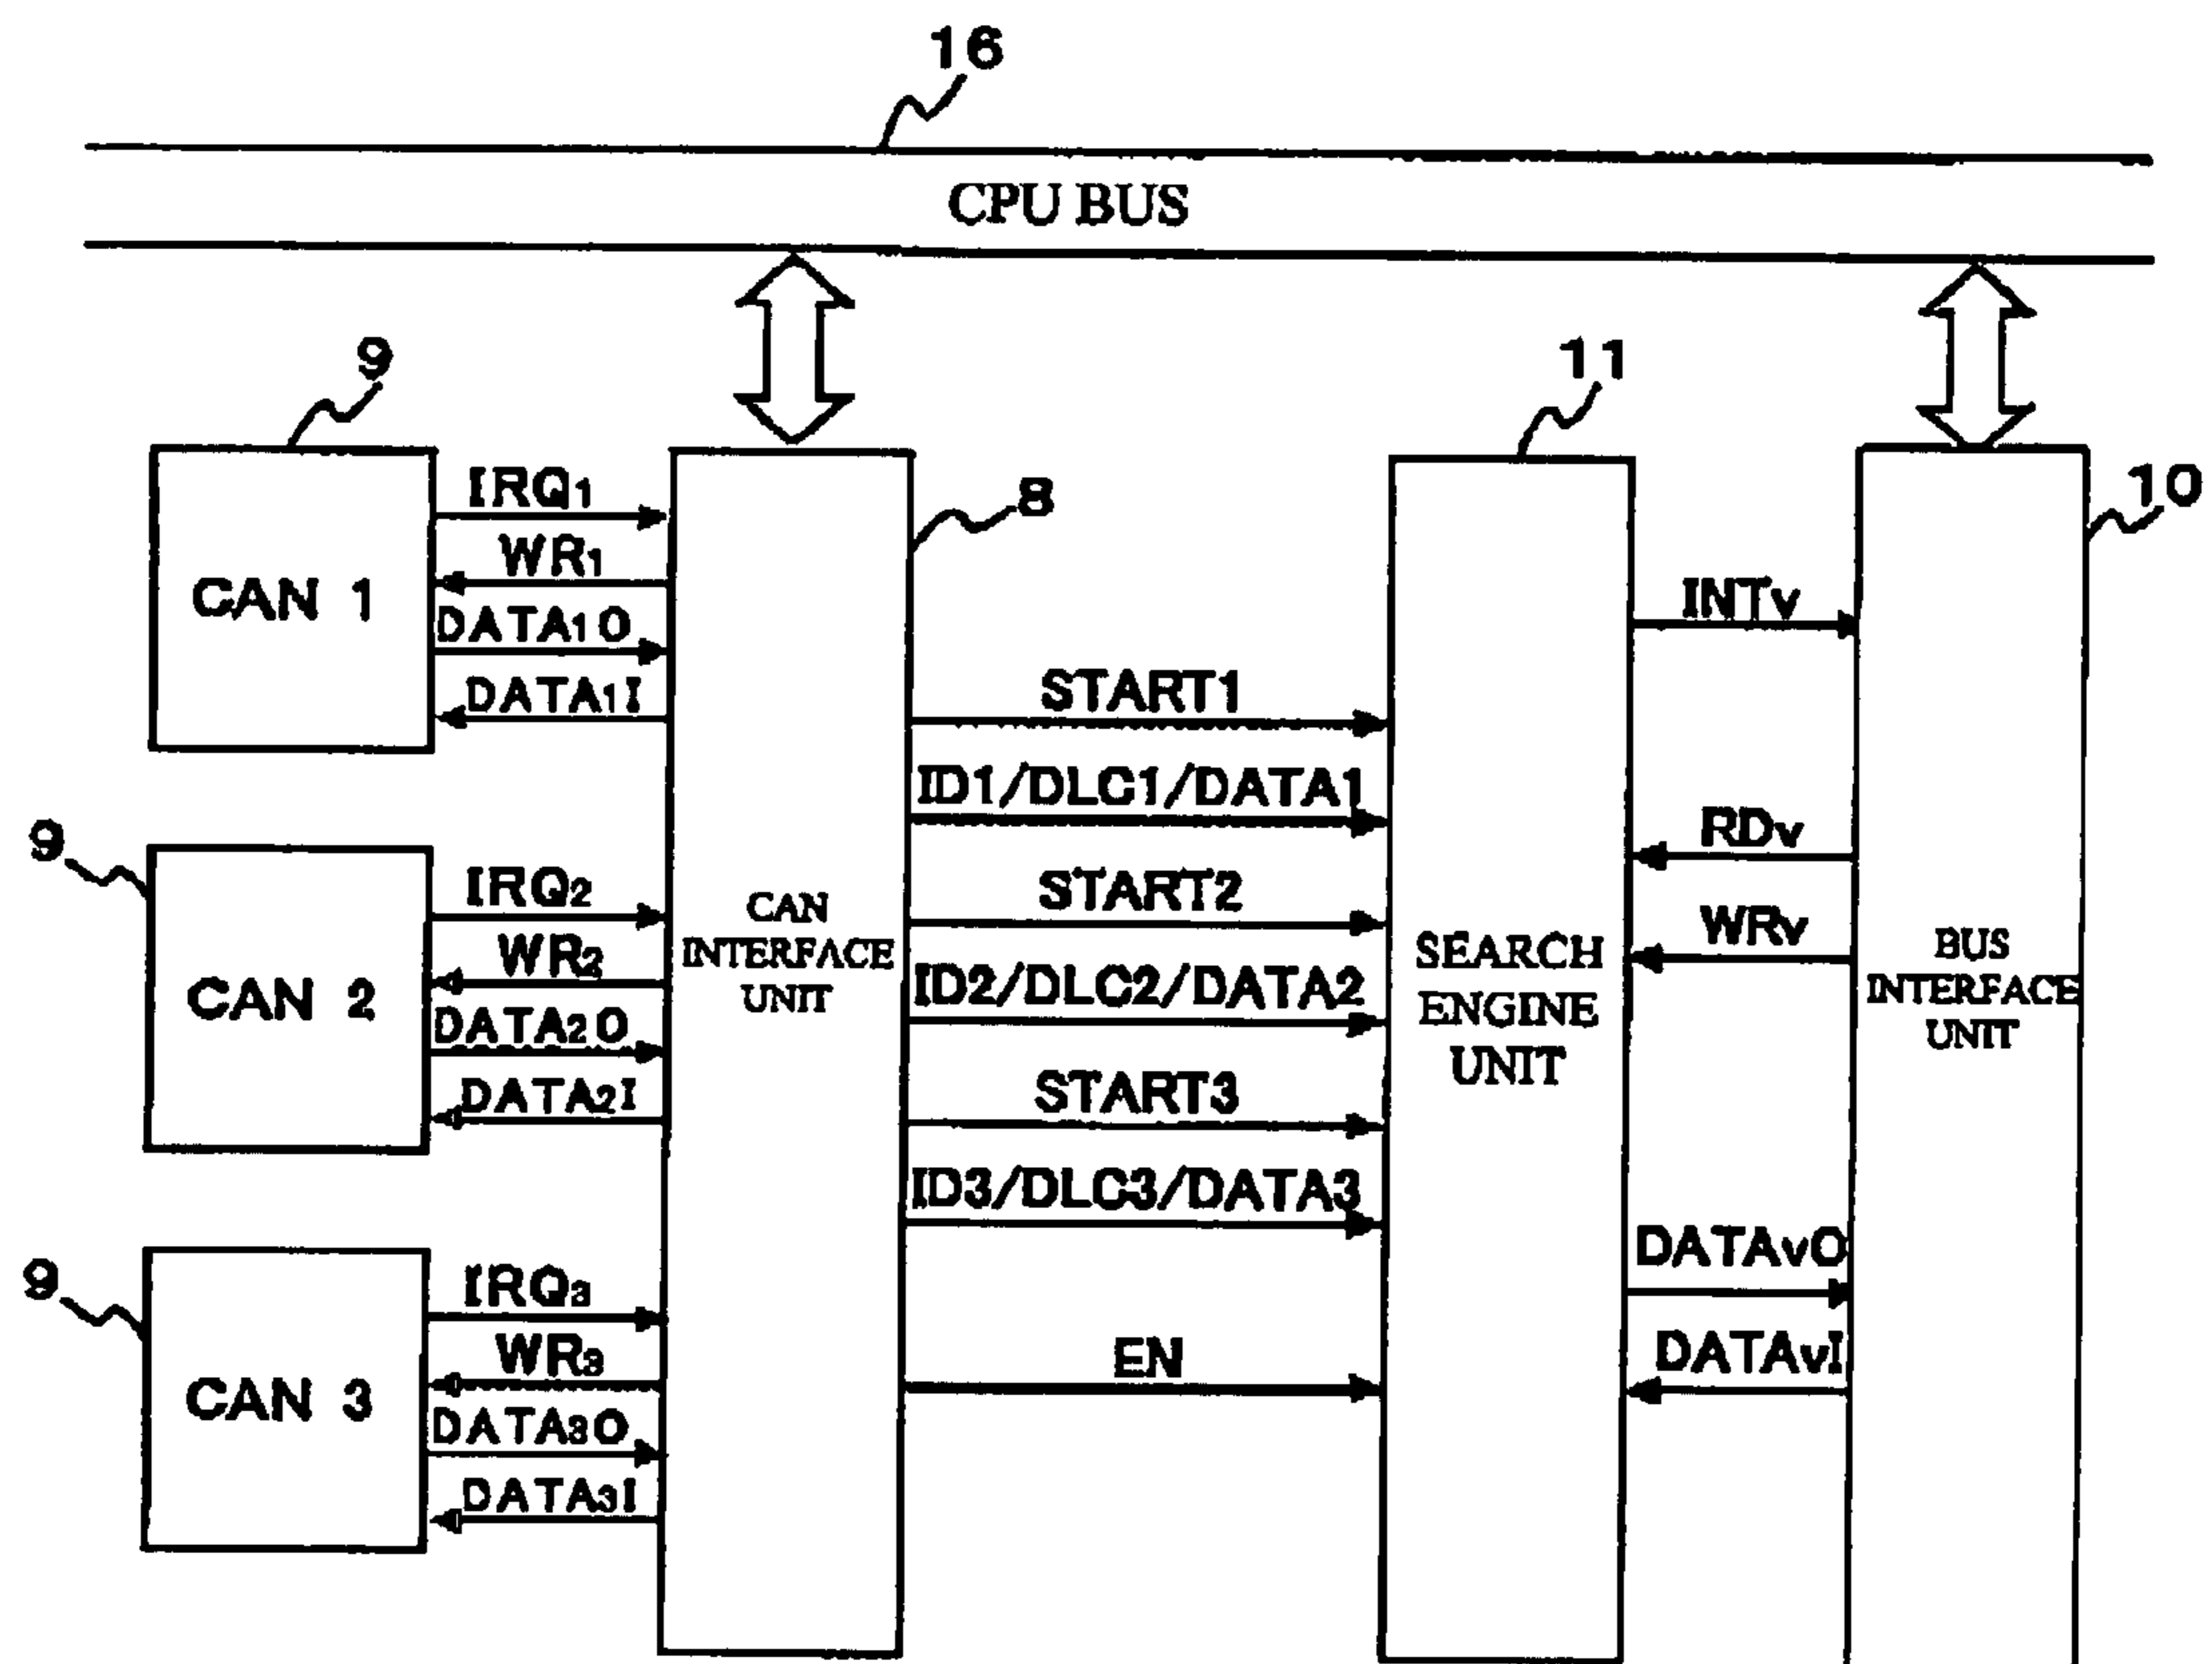 16
CPU BUS
9
11
10
8
CAN 1
IRQ1
WR1
DATA1O
DATA1I
9
CAN 2
IRQ2
WR2
DATA2O
DATA2I
9
CAN 3
IRQ3
WR3
DATA3O
DATA3I
CAN
INTERFACE
UNIT
START1
ID1/DLC1/DATA1
START2
ID2/DLC2/DATA2
START3
ID3/DLC3/DATA3
EN
SEARCH
ENGINE
UNIT
INTv
RDv
WRv
DATAvO
DATAvI
BUS
INTERFACE
UNIT